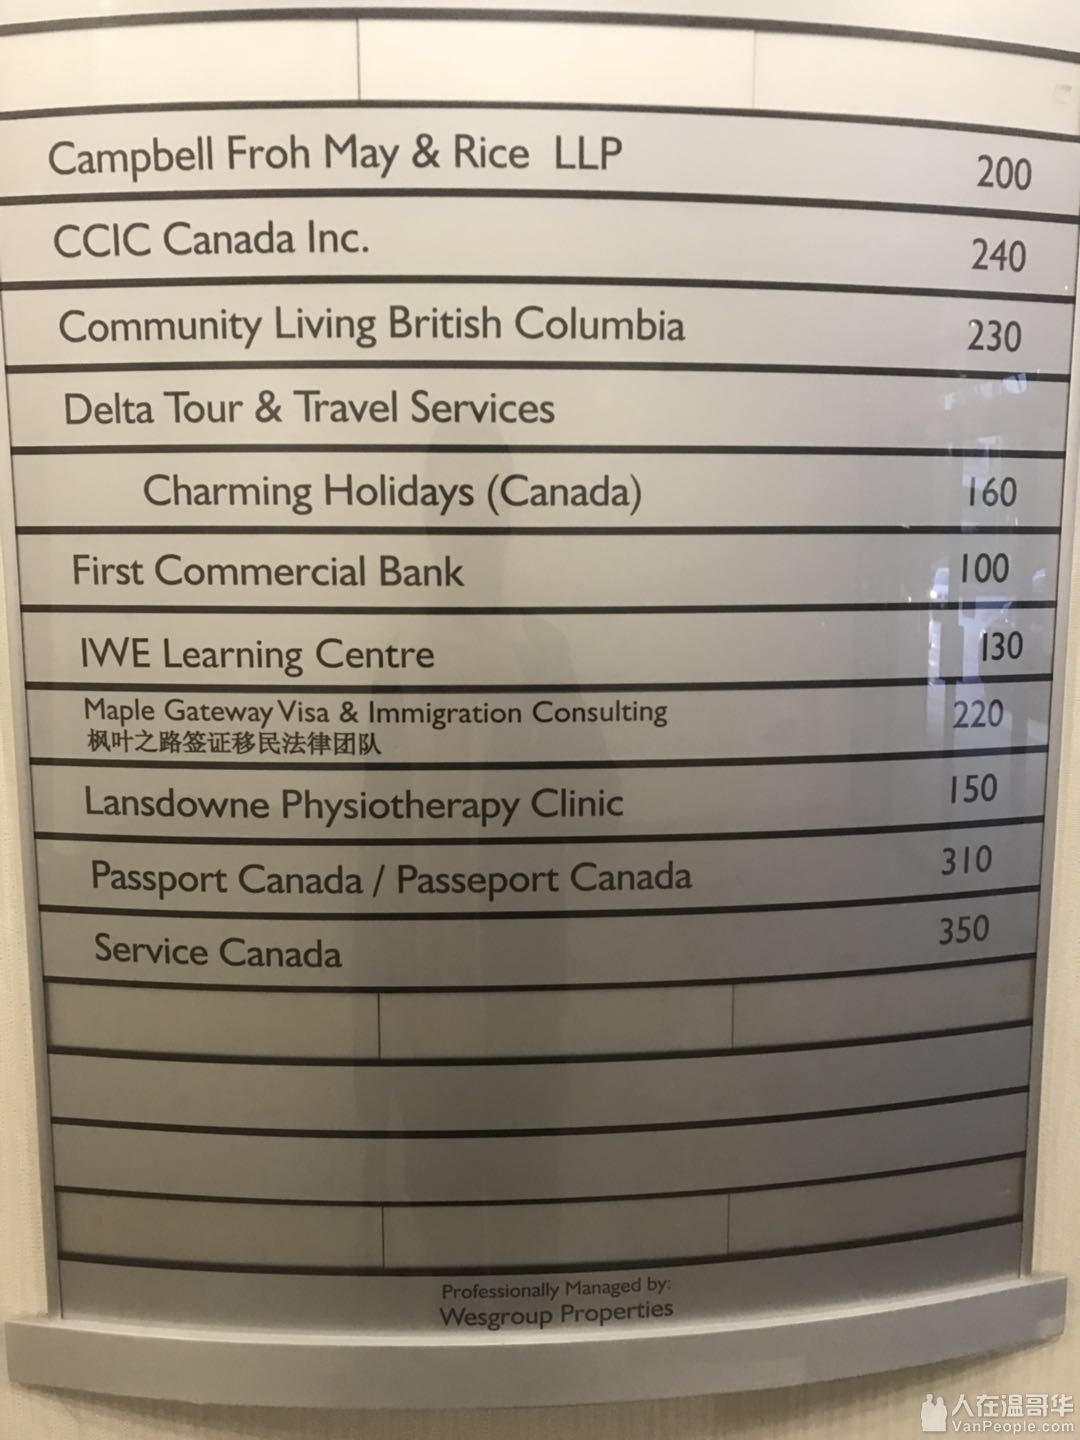 Campbell Froh May & Rice LLP 200
CCIC Canada Inc. 240
Community Living British Columbia 230
Delta Tour & Travel Services
Charming Holidays (Canada) 160
First Commercial Bank 100
IWE Learning Centre 130
Maple Gateway Visa & Immigration Consulting 220
枫叶之路签证移民法律团队
Lansdowne Physiotherapy Clinic 150
Passport Canada / Passeport Canada 310
Service Canada 350
Professionally Managed by:
Wesgroup Properties
人在温哥华
VanPeople.com